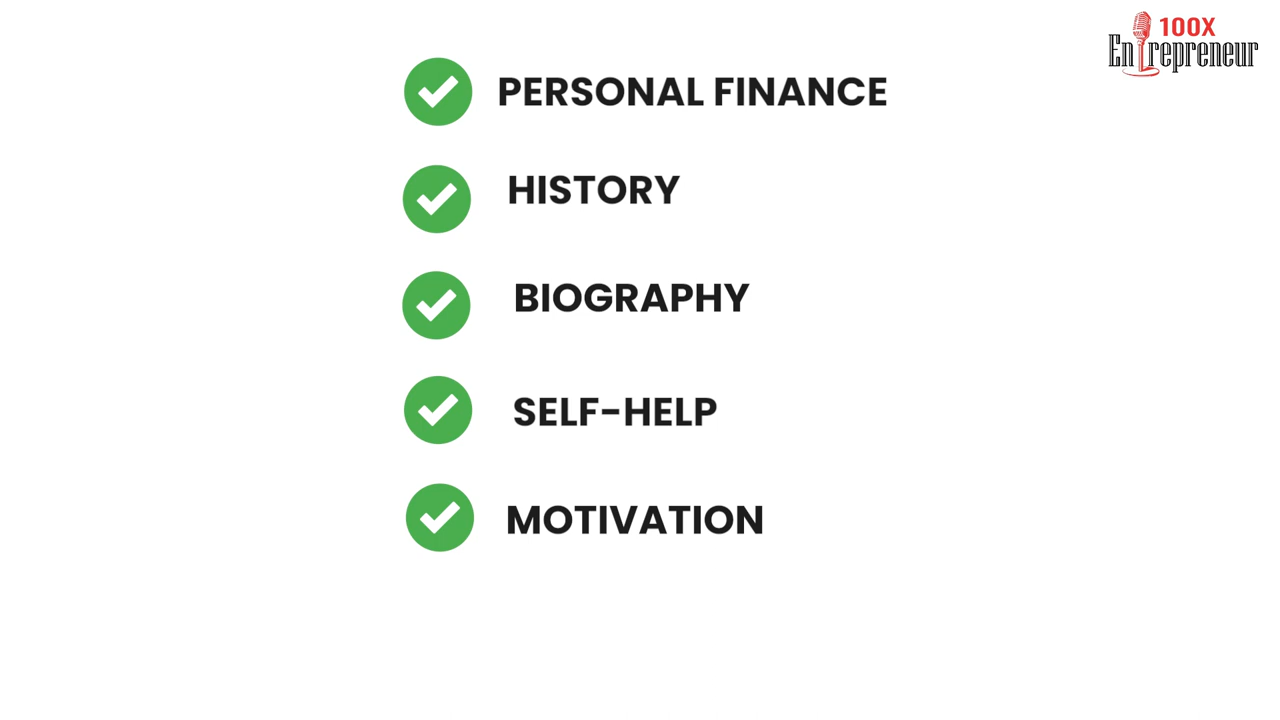 100X
Entrepreneur
PERSONAL FINANCE
HISTORY
BIOGRAPHY
SELF-HELP
MOTIVATION